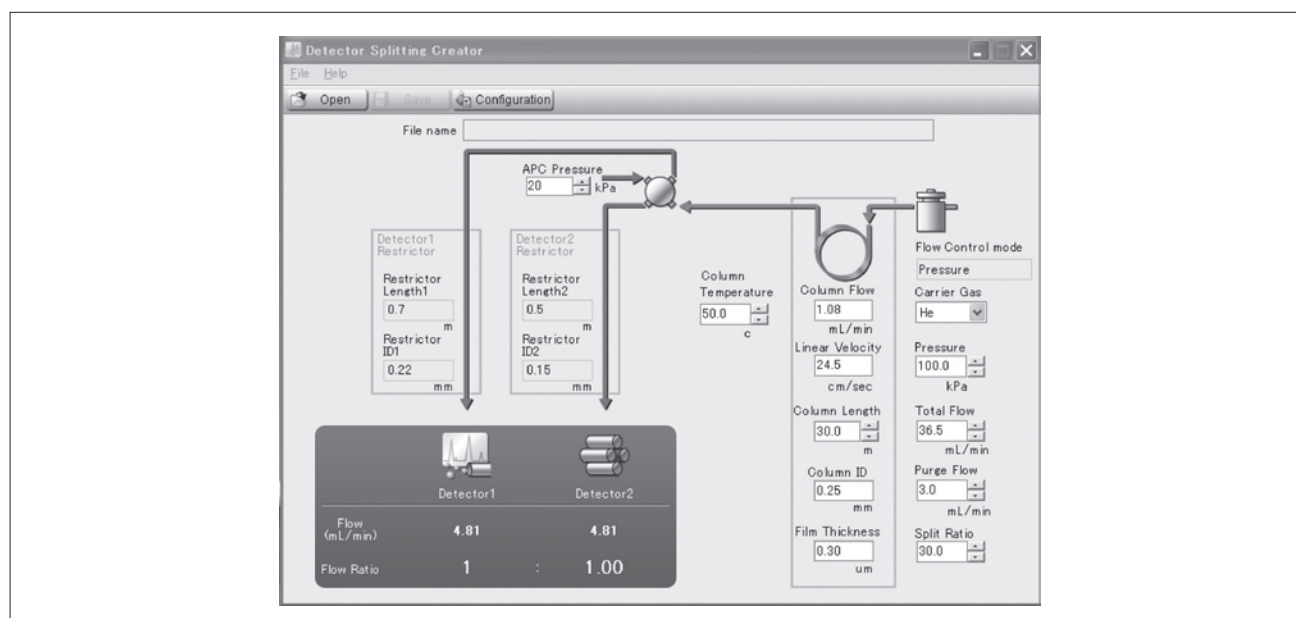 Detector Splitting Creator
File Help
Open Save Configuration
File name
APC Pressure
20 kPa
Detector1
Restrictor
Restrictor
Length1
0.7
m
Restrictor
ID1
0.22
mm
Detector2
Restrictor
Restrictor
Length2
0.5
m
Restrictor
ID2
0.15
mm
Column
Temperature
50.0
c
Column Flow
1.08
mL/min
Linear Velocity
24.5
cm/sec
Column Length
30.0
m
Column ID
0.25
mm
Film Thickness
0.30
um
Flow Control mode
Pressure
Carrier Gas
He
Pressure
100.0
kPa
Total Flow
36.5
mL/min
Purge Flow
3.0
mL/min
Split Ratio
30.0
Detector1 Detector2
Flow
(mL/min)
4.81 4.81
Flow Ratio 1 : 1.00